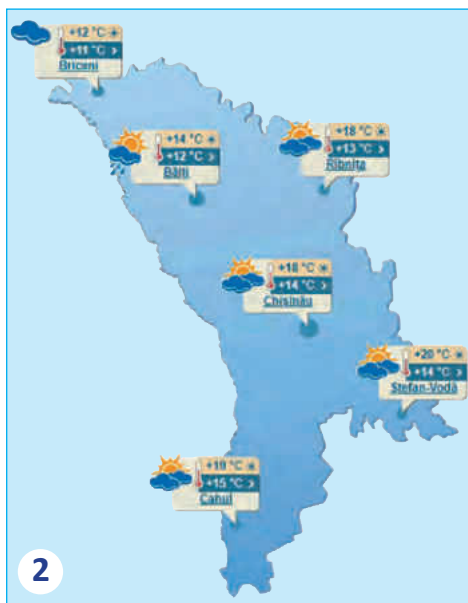 +12 °C
+11 °C
Briceni
+14 °C
+12 °C
Bălți
+18 °C
+13 °C
Rîbnița
+18 °C
+14 °C
Chișinău
+20 °C
+14 °C
Ștefan-Vodă
+19 °C
+15 °C
Cahul
2